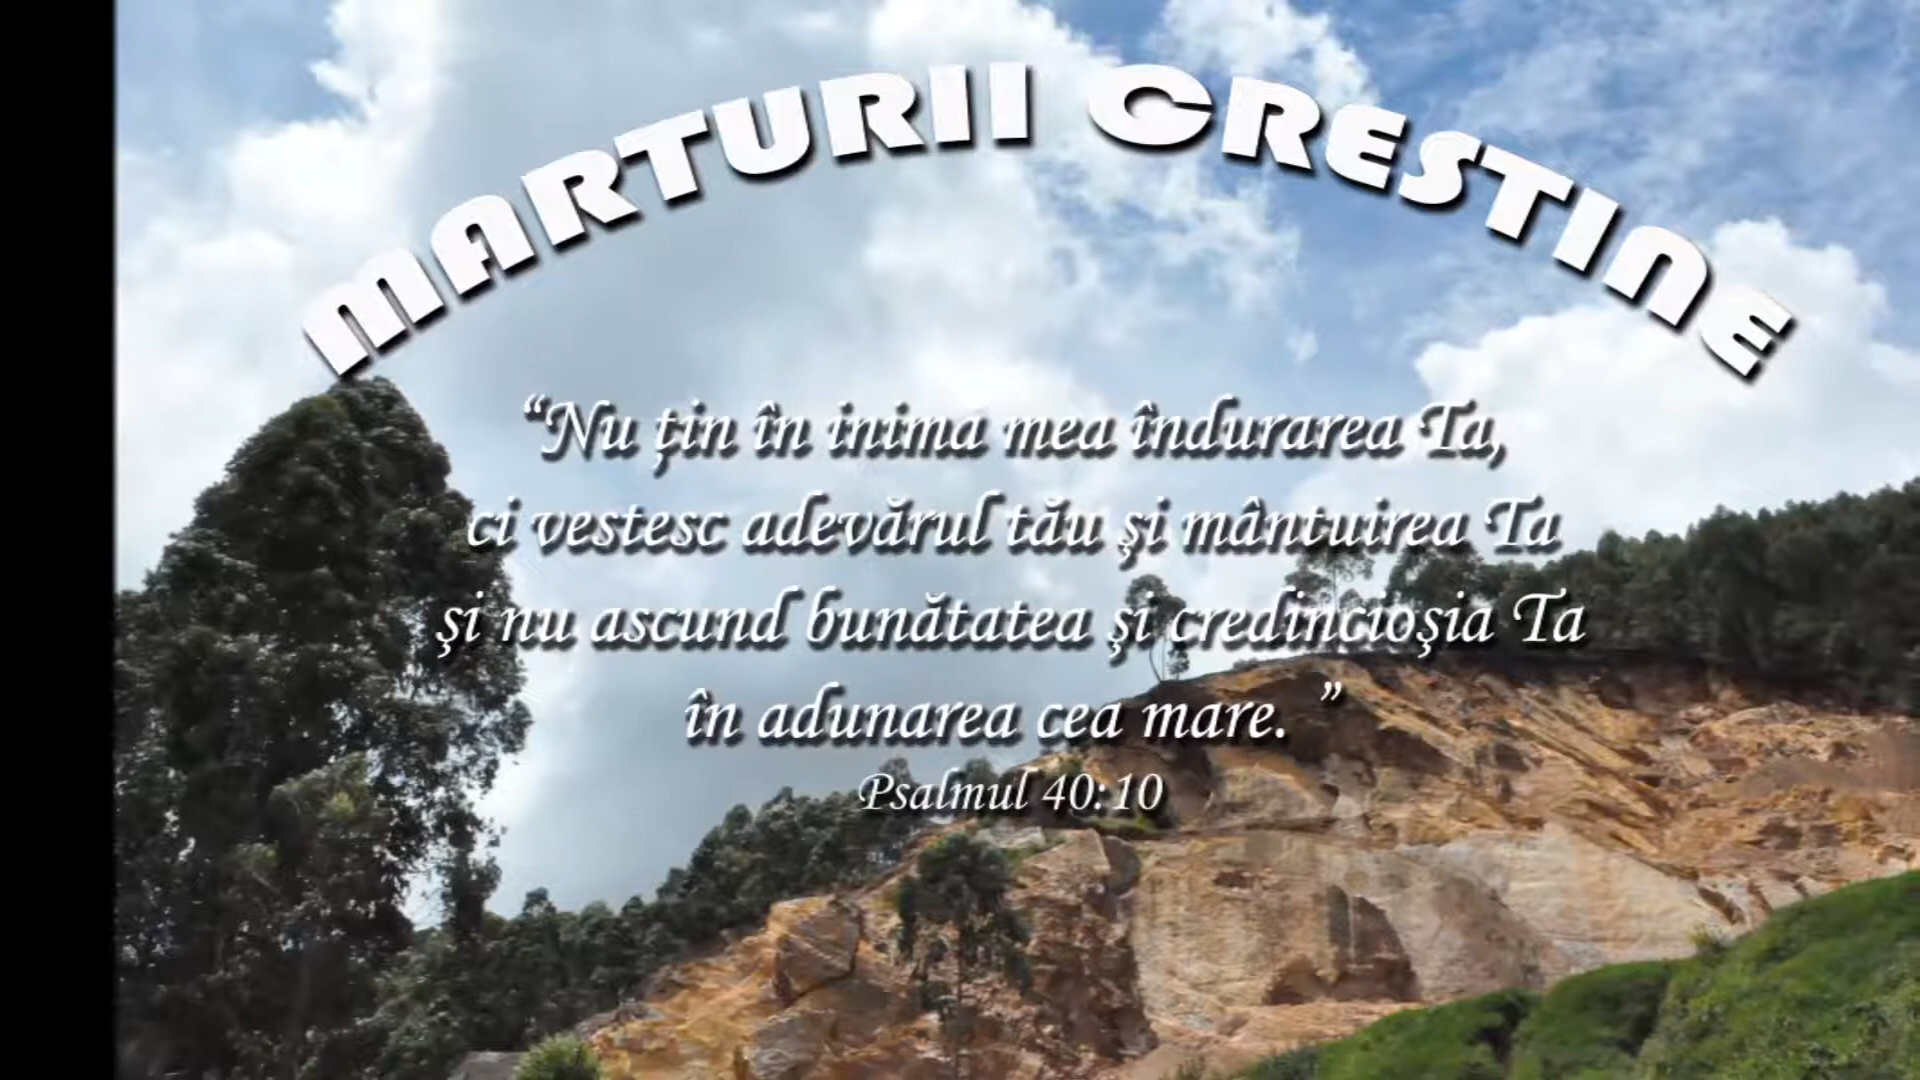 MARTURII CRESTINE
“Nu ţin în inima mea îndurarea Ta,
ci vestesc adevărul tău şi mântuirea Ta
şi nu ascund bunătatea şi credincioşia Ta
în adunarea cea mare. ”
Psalmul 40:10